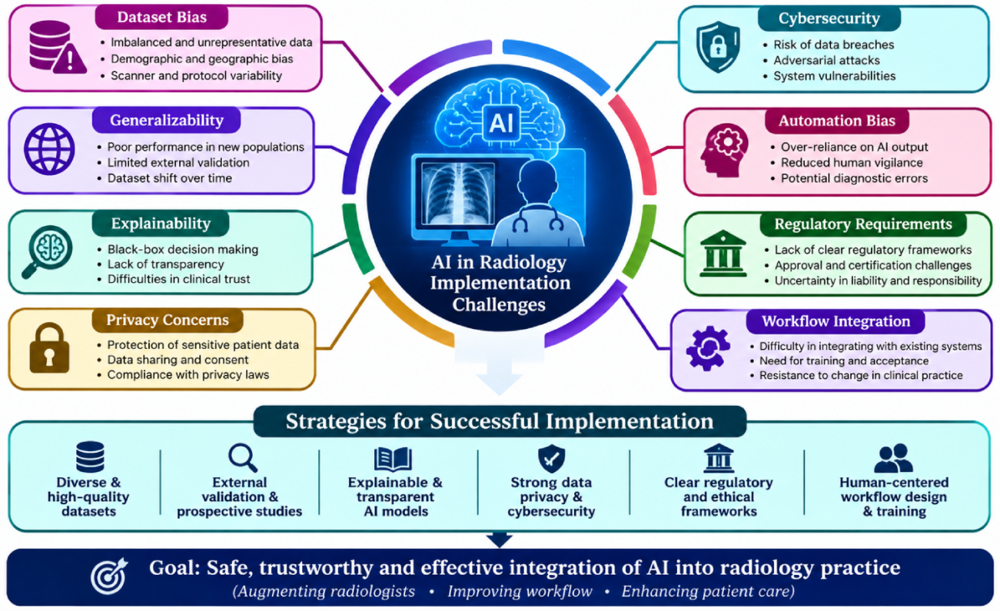 Dataset Bias
• Imbalanced and unrepresentative data
• Demographic and geographic bias
• Scanner and protocol variability
Generalizability
• Poor performance in new populations
• Limited external validation
• Dataset shift over time
Explainability
• Black-box decision making
• Lack of transparency
• Difficulties in clinical trust
Privacy Concerns
• Protection of sensitive patient data
• Data sharing and consent
• Compliance with privacy laws
AI
AI in Radiology
Implementation
Challenges
Cybersecurity
• Risk of data breaches
• Adversarial attacks
• System vulnerabilities
Automation Bias
• Over-reliance on AI output
• Reduced human vigilance
• Potential diagnostic errors
Regulatory Requirements
• Lack of clear regulatory frameworks
• Approval and certification challenges
• Uncertainty in liability and responsibility
Workflow Integration
• Difficulty in integrating with existing systems
• Need for training and acceptance
• Resistance to change in clinical practice
Strategies for Successful Implementation
Diverse &
high-quality
datasets
External
validation &
prospective studies
Explainable &
transparent
AI models
Strong data
privacy &
cybersecurity
Clear regulatory
and ethical
frameworks
Human-centered
workflow design
& training
Goal: Safe, trustworthy and effective integration of AI into radiology practice
(Augmenting radiologists • Improving workflow • Enhancing patient care)